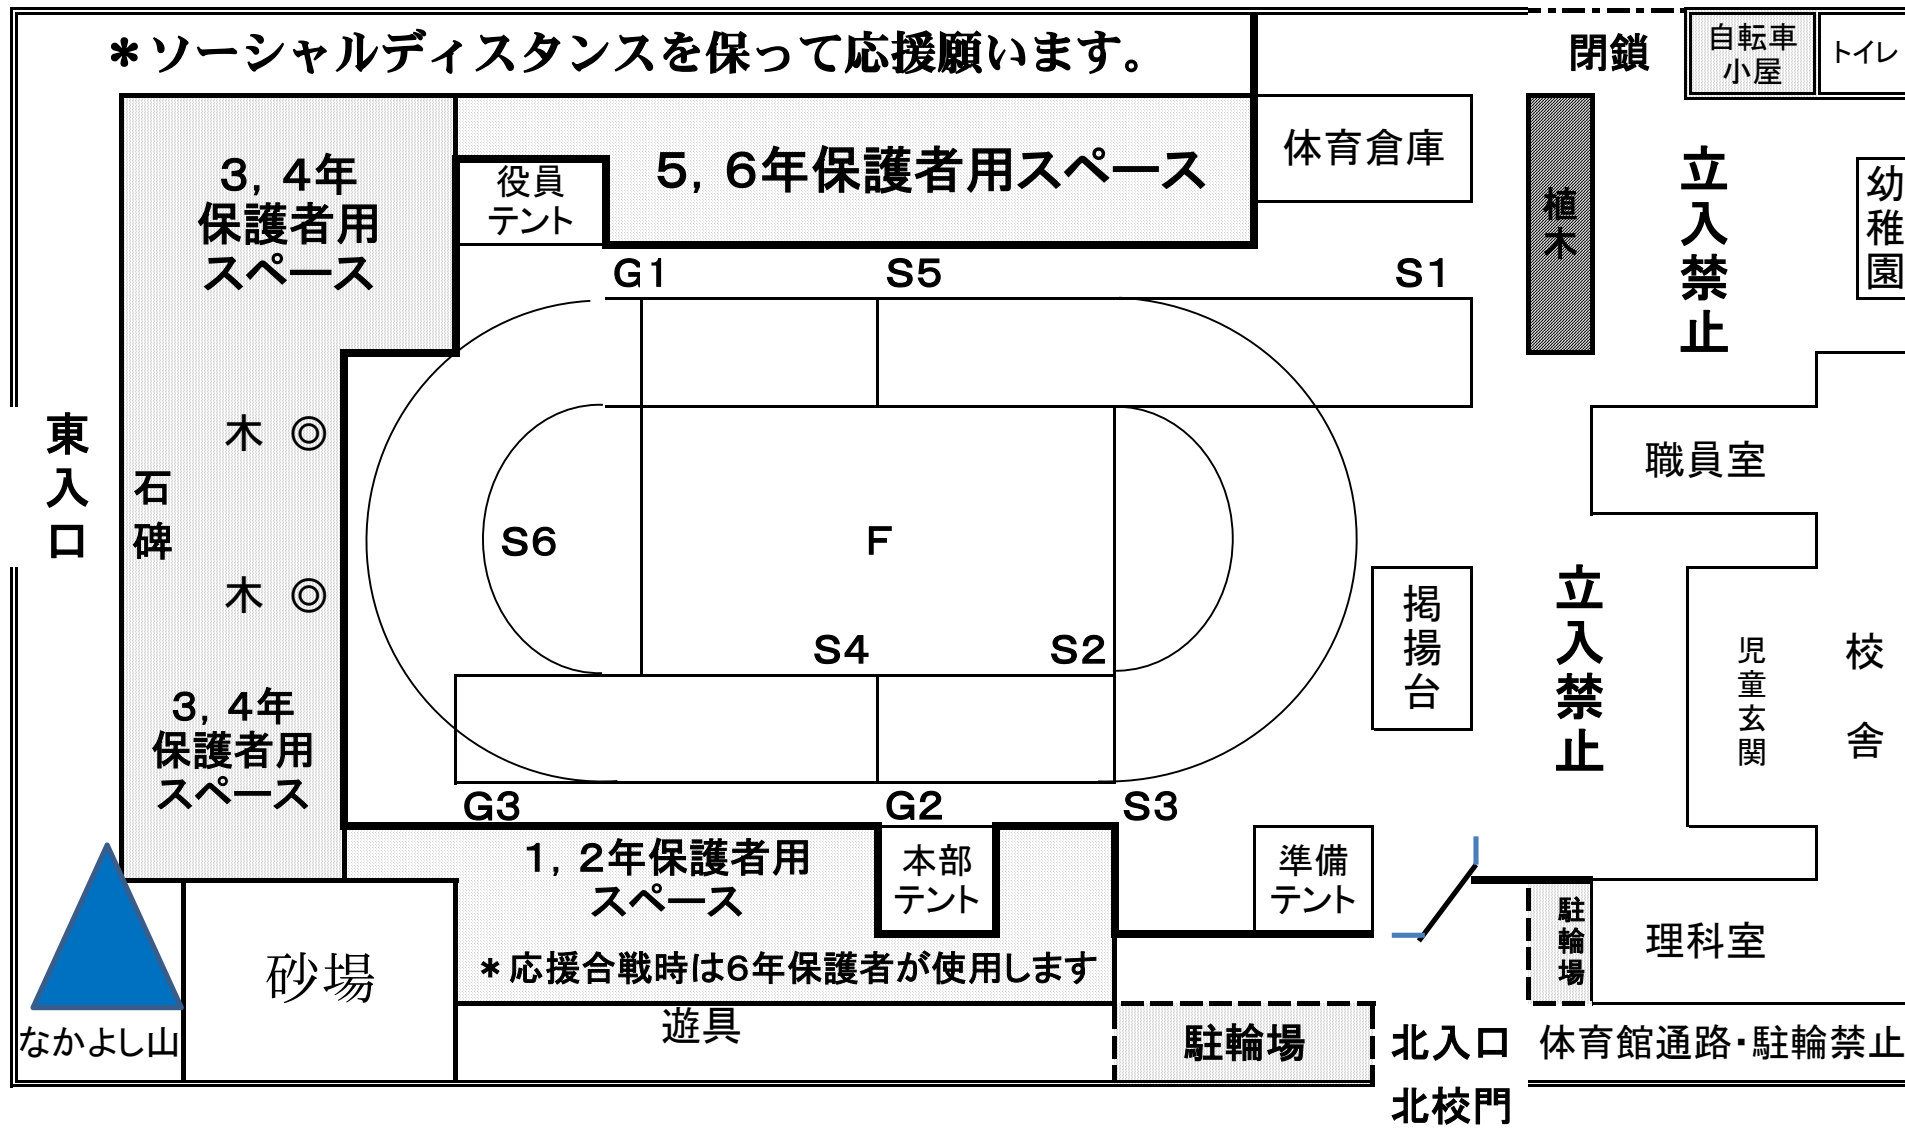 ＊ソーシャルディスタンスを保って応援願います。
閉鎖
自転車
小屋
トイレ
3，4年
保護者用
スペース
役員
テント
5，6年保護者用スペース
体育倉庫
植木
立入禁止
幼稚園
G1
S5
S1
東入口
石碑
木 ◎
木 ◎
S6
F
S4
S2
掲揚台
職員室
立入禁止
児童玄関
校舎
3，4年
保護者用
スペース
G3
G2
S3
1，2年保護者用
スペース
本部
テント
準備
テント
＊応援合戦時は6年保護者が使用します
駐輪場
理科室
砂場
なかよし山
遊具
駐輪場
北入口
体育館通路・駐輪禁止
北校門